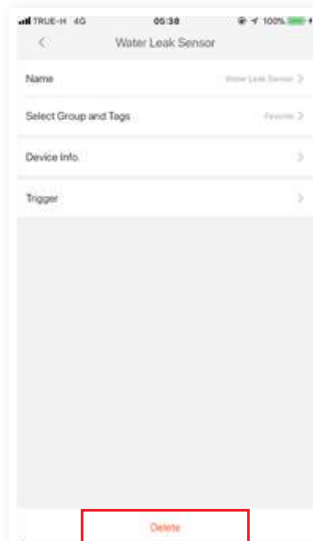 TRUE-H 4G 05:38 100%
Water Leak Sensor
Name Water Leak Sensor
Select Group and Tags Favorite
Device Info.
Trigger
Delete